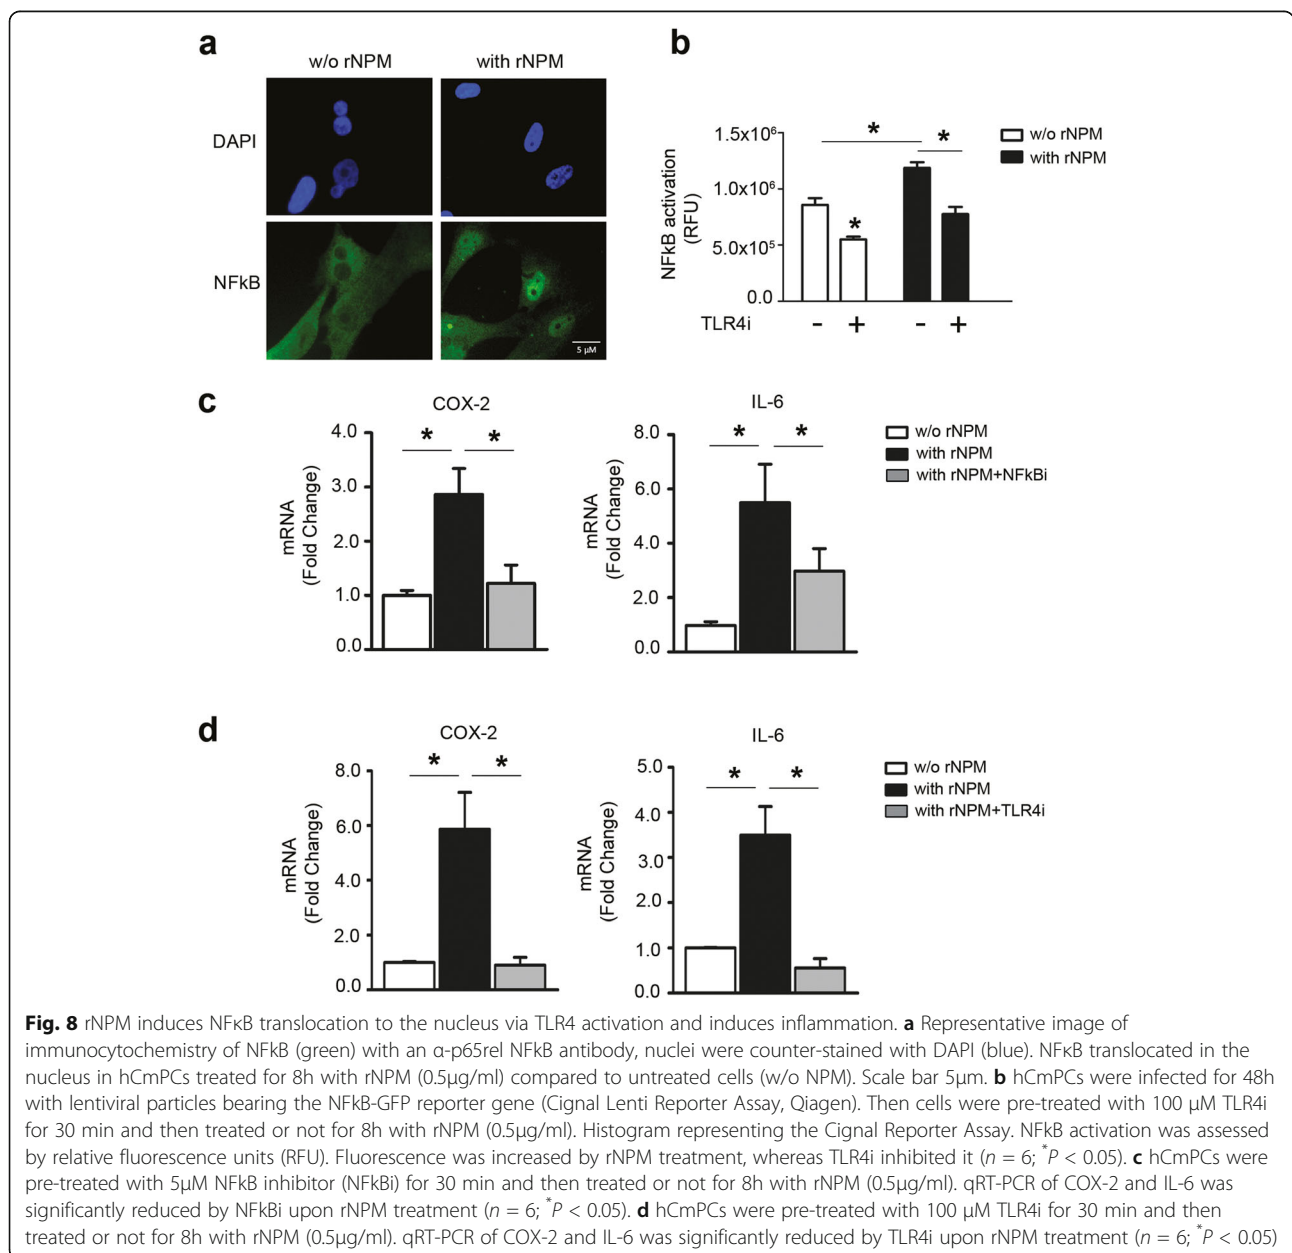 a
w/o rNPM
with rNPM
DAPI
NFkB
5 µM
b
NFkB activation
(RFU)
1.5x10⁶
1.0x10⁶
5.0x10⁵
0.0
*
*
*
w/o rNPM
with rNPM
TLR4i
-
+
-
+
c
COX-2
mRNA
(Fold Change)
4.0
3.0
2.0
1.0
0.0
*
*
IL-6
mRNA
(Fold Change)
8.0
6.0
4.0
2.0
0.0
*
*
w/o rNPM
with rNPM
with rNPM+NFkBi
d
COX-2
mRNA
(Fold Change)
8.0
6.0
4.0
2.0
0.0
*
*
IL-6
mRNA
(Fold Change)
5.0
4.0
3.0
2.0
1.0
0.0
*
*
w/o rNPM
with rNPM
with rNPM+TLR4i
Fig. 8 rNPM induces NFκB translocation to the nucleus via TLR4 activation and induces inflammation. a Representative image of
immunocytochemistry of NFkB (green) with an α-p65rel NFkB antibody, nuclei were counter-stained with DAPI (blue). NFκB translocated in the
nucleus in hCmPCs treated for 8h with rNPM (0.5µg/ml) compared to untreated cells (w/o NPM). Scale bar 5µm. b hCmPCs were infected for 48h
with lentiviral particles bearing the NFkB-GFP reporter gene (Cignal Lenti Reporter Assay, Qiagen). Then cells were pre-treated with 100 µM TLR4i
for 30 min and then treated or not for 8h with rNPM (0.5µg/ml). Histogram representing the Cignal Reporter Assay. NFkB activation was assessed
by relative fluorescence units (RFU). Fluorescence was increased by rNPM treatment, whereas TLR4i inhibited it (n = 6; *P < 0.05). c hCmPCs were
pre-treated with 5µM NFkB inhibitor (NFkBi) for 30 min and then treated or not for 8h with rNPM (0.5µg/ml). qRT-PCR of COX-2 and IL-6 was
significantly reduced by NFkBi upon rNPM treatment (n = 6; *P < 0.05). d hCmPCs were pre-treated with 100 µM TLR4i for 30 min and then
treated or not for 8h with rNPM (0.5µg/ml). qRT-PCR of COX-2 and IL-6 was significantly reduced by TLR4i upon rNPM treatment (n = 6; *P < 0.05)